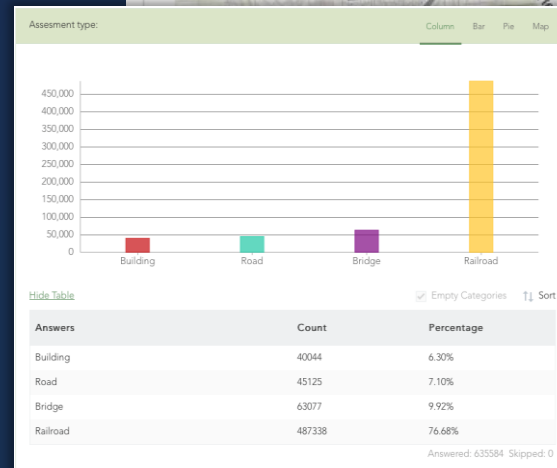 Assesment type:
Column Bar Pie Map
450,000
400,000
350,000
300,000
250,000
200,000
150,000
100,000
50,000
0
Building Road Bridge Railroad
Hide Table Empty Categories Sort
Answers Count Percentage
Building 40044 6.30%
Road 45125 7.10%
Bridge 63077 9.92%
Railroad 487338 76.68%
Answered: 635584 Skipped: 0